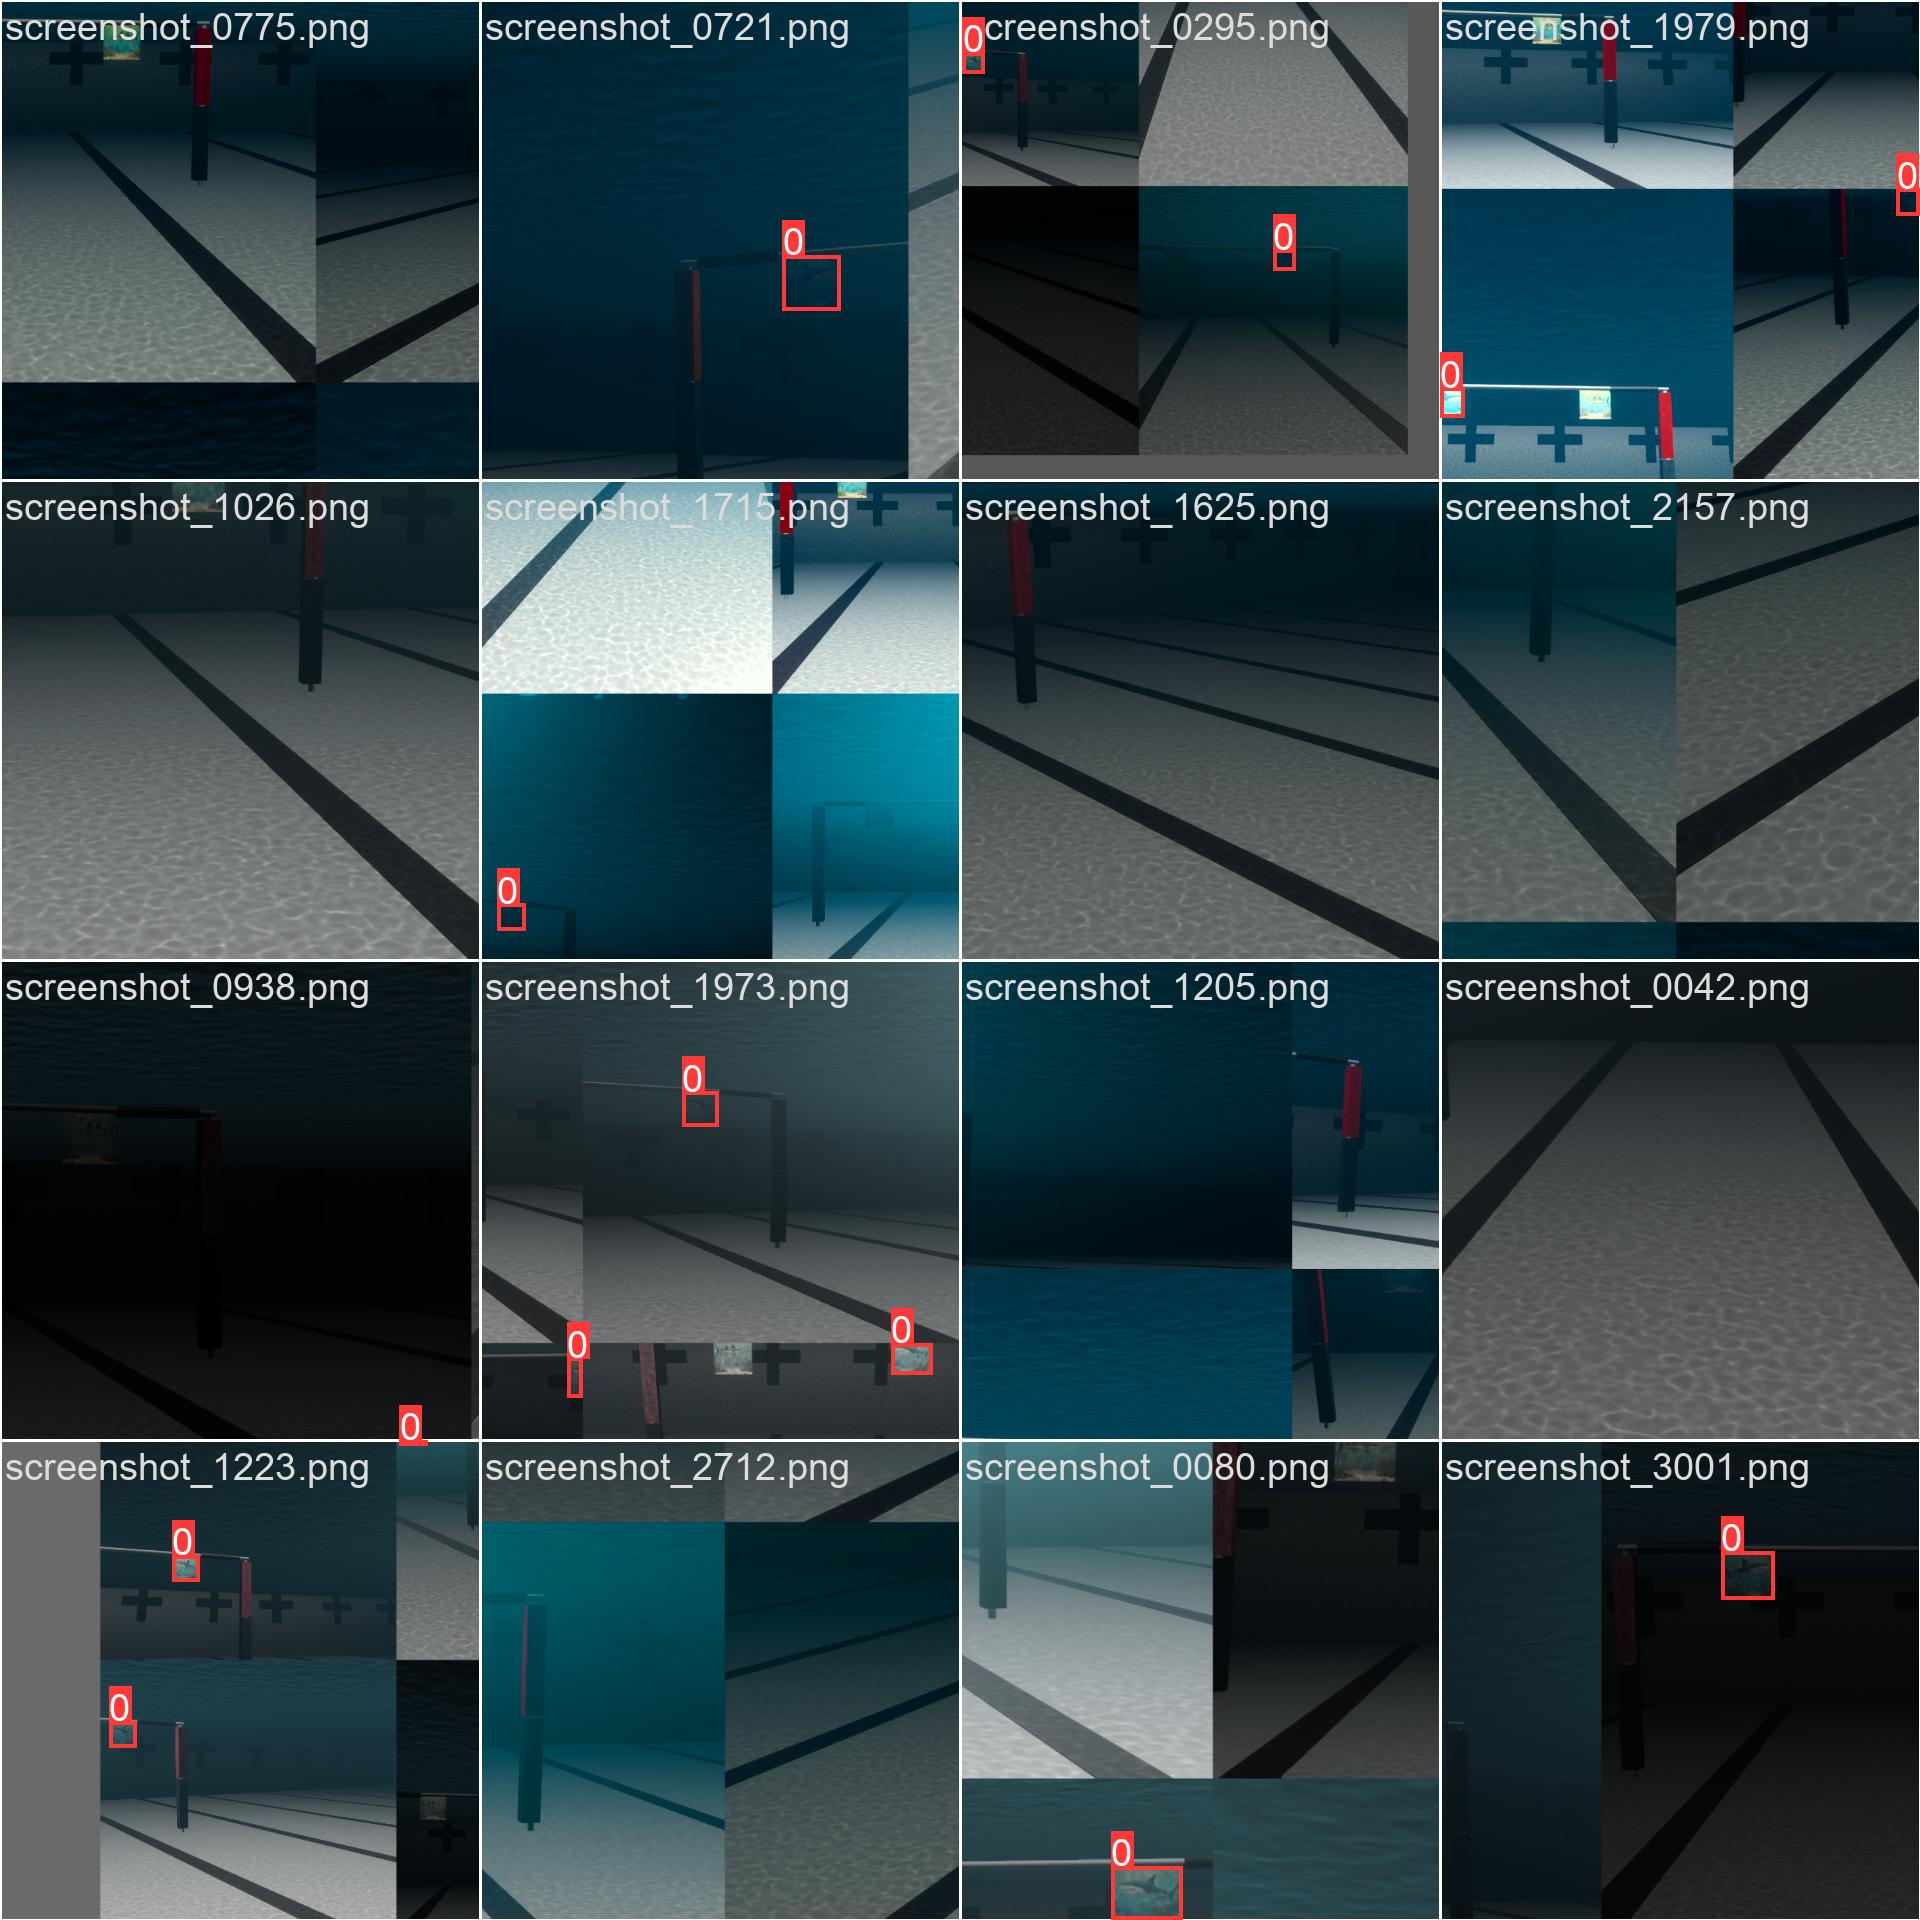 screenshot_0775.png
screenshot_0721.png
0
creenshot_0295.png
screenshot_1979.png
0
0
0
0
0
screenshot_1026.png
screenshot_1715.png
screenshot_1625.png
screenshot_2157.png
0
screenshot_0938.png
screenshot_1973.png
screenshot_1205.png
screenshot_0042.png
0
0
0
0
screenshot_1223.png
screenshot_2712.png
screenshot_0080.png
screenshot_3001.png
0
0
0
0